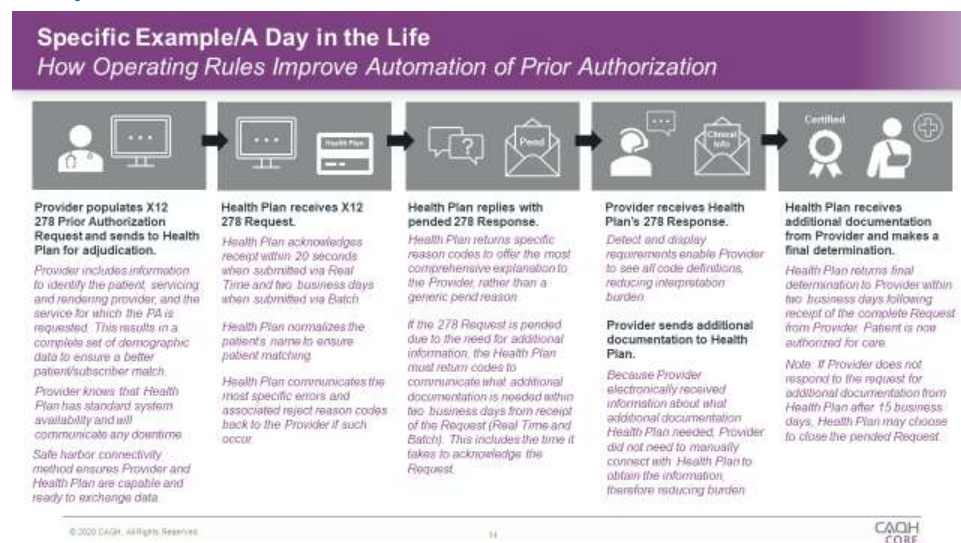 Specific Example/A Day in the Life
How Operating Rules Improve Automation of Prior Authorization
Health Plan
?
Pend
Clinical
Info
Certified
Provider populates X12
278 Prior Authorization
Request and sends to Health
Plan for adjudication.
Provider includes information
to identify the patient, servicing
and rendering provider, and the
service for which the PA is
requested. This results in a
complete set of demographic
data to ensure a better
patient/subscriber match.
Provider knows that Health
Plan has standard system
availability and will
communicate any downtime
Safe harbor connectivity
method ensures Provider and
Health Plan are capable and
ready to exchange data.
Health Plan receives X12
278 Request.
Health Plan acknowledges
receipt within 20 seconds
when submitted via Real
Time and two business days
when submitted via Batch
Health Plan normalizes the
patient's name to ensure
patient matching.
Health Plan communicates the
most specific errors and
associated reject reason codes
back to the Provider if such
occur.
Health Plan replies with
pended 278 Response.
Health Plan returns specific
reason codes to offer the most
comprehensive explanation to
the Provider, rather than a
generic pend reason.
If the 278 Request is pended
due to the need for additional
information, the Health Plan
must return codes to
communicate what additional
documentation is needed within
two business days from receipt
of the Request (Real Time and
Batch). This includes the time it
takes to acknowledge the
Request.
Provider receives Health
Plan's 278 Response.
Detect and display
requirements enable Provider
to see all code definitions,
reducing interpretation
burden.
Provider sends additional
documentation to Health
Plan.
Because Provider
electronically received
information about what
additional documentation
Health Plan needed, Provider
did not need to manually
connect with Health Plan to
obtain the information,
therefore reducing burden
Health Plan receives
additional documentation
from Provider and makes a
final determination.
Health Plan returns final
determination to Provider within
two business days following
receipt of the complete Request
from Provider. Patient is now
authorized for care.
Note: If Provider does not
respond to the request for
additional documentation from
Health Plan after 15 business
days, Health Plan may choose
to close the pended Request.
© 2020 CAQH, All Rights Reserved.
14
CAQH
CORE